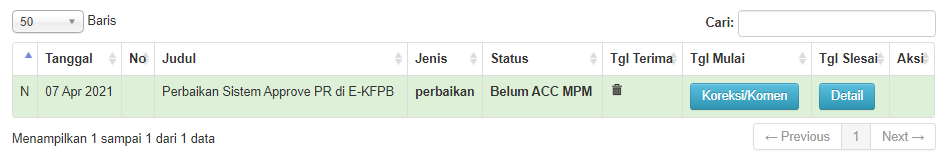 50 Baris Cari:
Tanggal No Judul Jenis Status Tgl Terima Tgl Mulai Tgl Slesai Aksi
N 07 Apr 2021 Perbaikan Sistem Approve PR di E-KFPB perbaikan Belum ACC MPM Koreksi/Komen Detail
Menampilkan 1 sampai 1 dari 1 data ← Previous 1 Next →